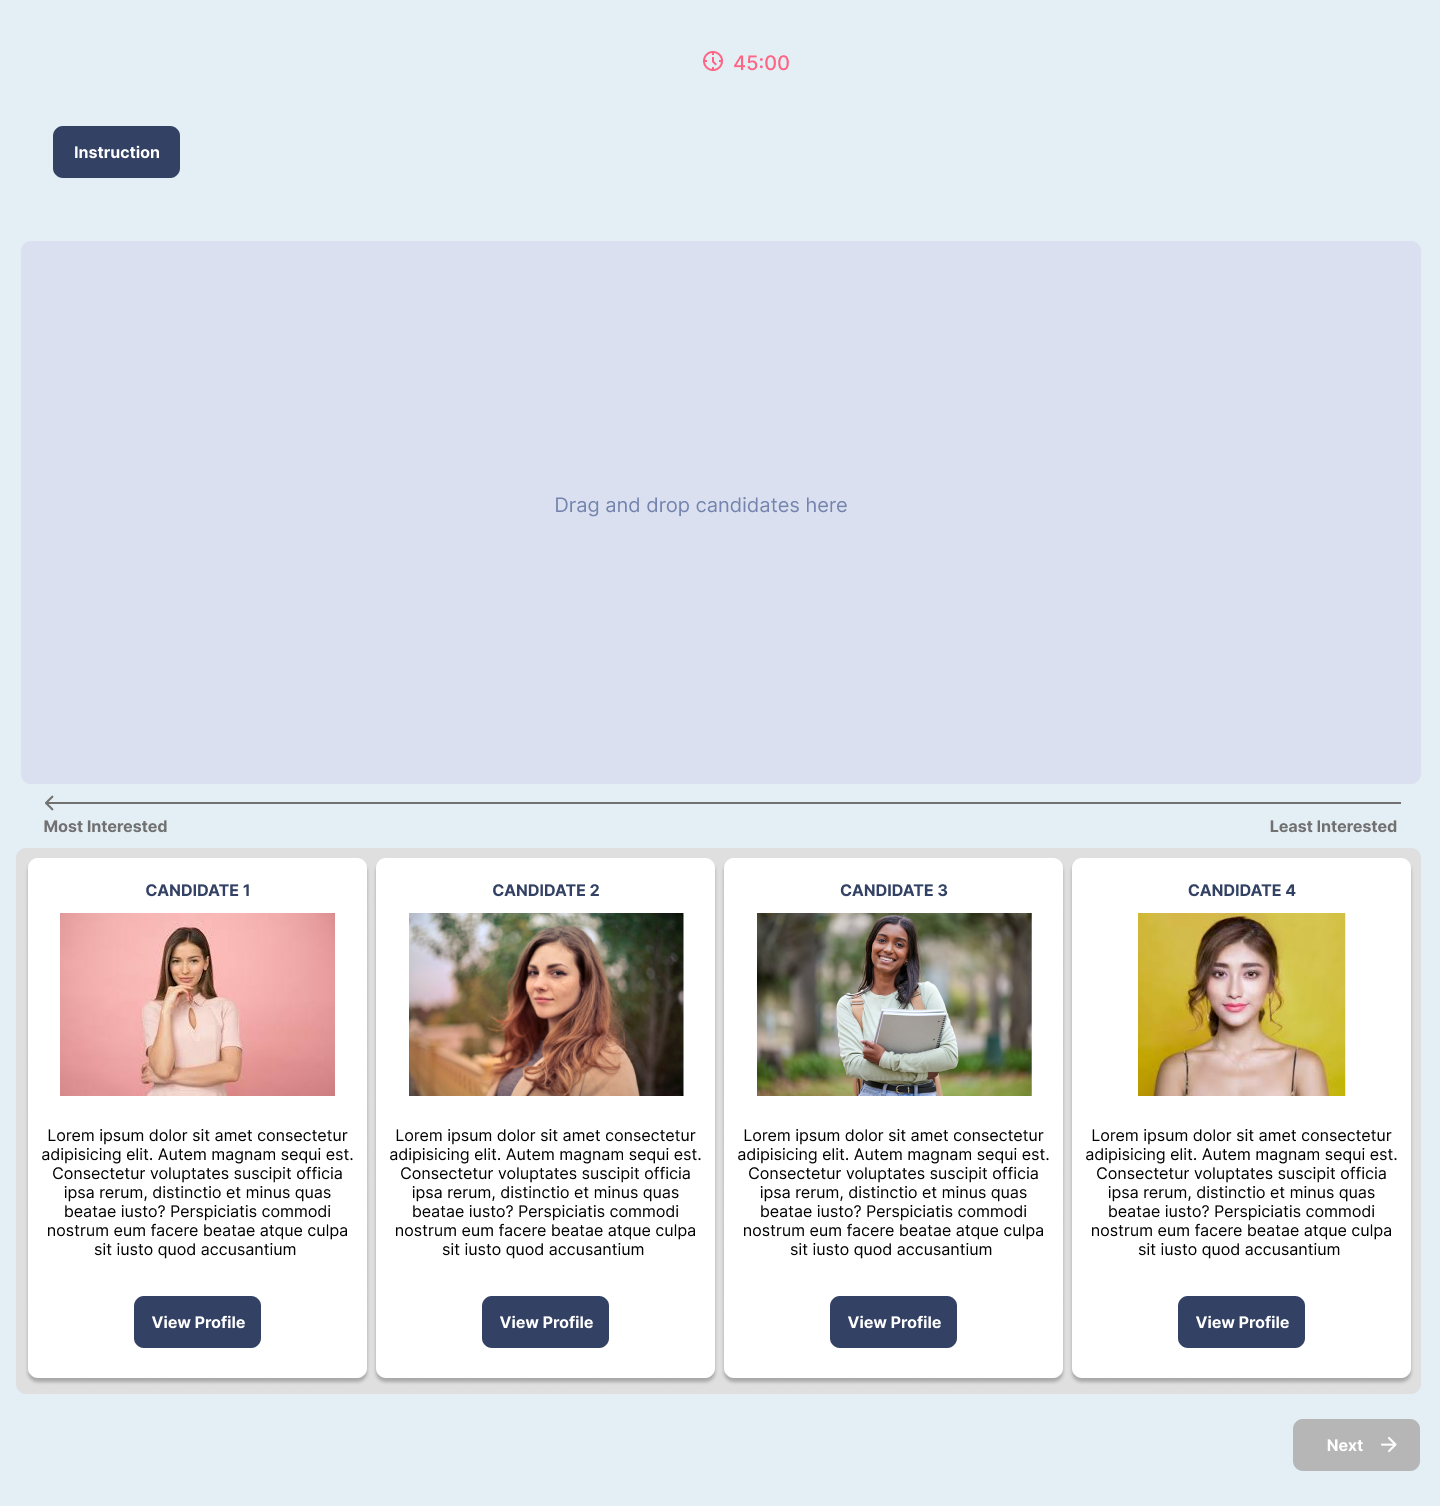 45:00
Instruction
Drag and drop candidates here
Most Interested
Least Interested
CANDIDATE 1
Lorem ipsum dolor sit amet consectetur
adipisicing elit. Autem magnam sequi est.
Consectetur voluptates suscipit officia
ipsa rerum, distinctio et minus quas
beatae iusto? Perspiciatis commodi
nostrum eum facere beatae atque culpa
sit iusto quod accusantium
View Profile
CANDIDATE 2
Lorem ipsum dolor sit amet consectetur
adipisicing elit. Autem magnam sequi est.
Consectetur voluptates suscipit officia
ipsa rerum, distinctio et minus quas
beatae iusto? Perspiciatis commodi
nostrum eum facere beatae atque culpa
sit iusto quod accusantium
View Profile
CANDIDATE 3
Lorem ipsum dolor sit amet consectetur
adipisicing elit. Autem magnam sequi est.
Consectetur voluptates suscipit officia
ipsa rerum, distinctio et minus quas
beatae iusto? Perspiciatis commodi
nostrum eum facere beatae atque culpa
sit iusto quod accusantium
View Profile
CANDIDATE 4
Lorem ipsum dolor sit amet consectetur
adipisicing elit. Autem magnam sequi est.
Consectetur voluptates suscipit officia
ipsa rerum, distinctio et minus quas
beatae iusto? Perspiciatis commodi
nostrum eum facere beatae atque culpa
sit iusto quod accusantium
View Profile
Next